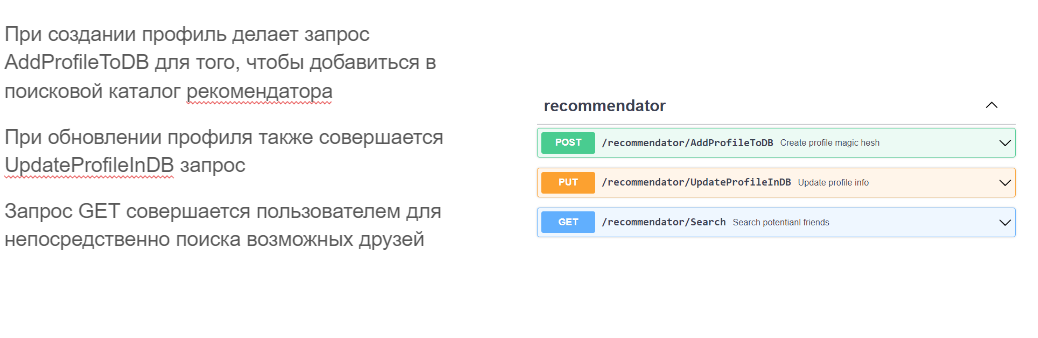 При создании профиль делает запрос
AddProfileToDB для того, чтобы добавиться в
поисковой каталог рекомендатора
При обновлении профиля также совершается
UpdateProfileInDB запрос
Запрос GET совершается пользователем для
непосредственно поиска возможных друзей
recommendator
POST /recommendator/AddProfileToDB Create profile magic hesh
PUT /recommendator/UpdateProfileInDB Update profile info
GET /recommendator/Search Search potentianl friends